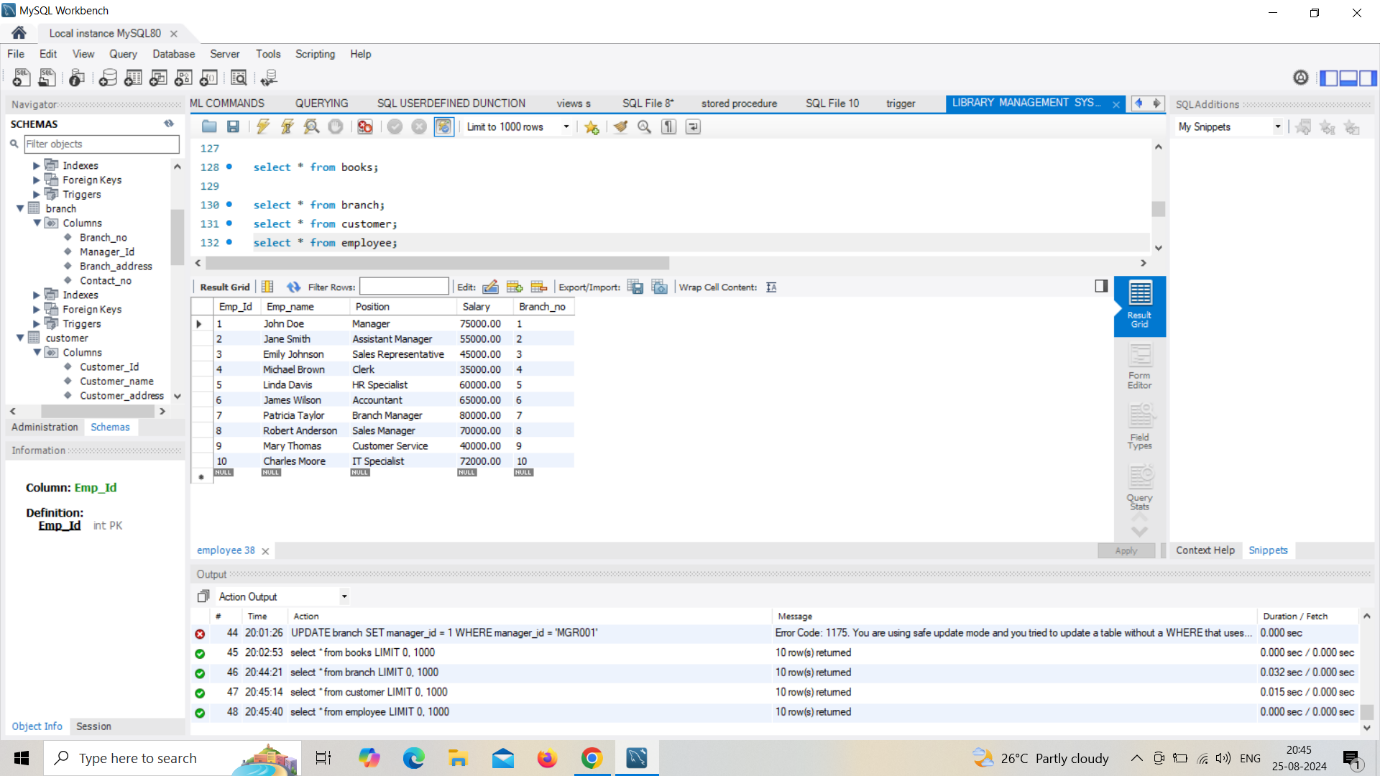 MySQL Workbench
Local instance MySQL80
File Edit View Query Database Server Tools Scripting Help
Navigator
SCHEMAS
Filter objects
Indexes
Foreign Keys
Triggers
branch
Columns
Branch_no
Manager_Id
Branch_address
Contact_no
Indexes
Foreign Keys
Triggers
customer
Columns
Customer_Id
Customer_name
Customer_address
Administration Schemas
Information
Column: Emp_Id
Definition:
Emp_Id int PK
Object Info Session
ML COMMANDS QUERYING SQL USERDEFINED DUNCTION views s SQL File 8* stored procedure SQL File 10 trigger LIBRARY MANAGEMENT SYS...
Limit to 1000 rows
127
128 select * from books;
129
130 select * from branch;
131 select * from customer;
132 select * from employee;
Result Grid Filter Rows: Edit: Export/Import: Wrap Cell Content:
Emp_Id Emp_name Position Salary Branch_no
1 John Doe Manager 75000.00 1
2 Jane Smith Assistant Manager 55000.00 2
3 Emily Johnson Sales Representative 45000.00 3
4 Michael Brown Clerk 35000.00 4
5 Linda Davis HR Specialist 60000.00 5
6 James Wilson Accountant 65000.00 6
7 Patricia Taylor Branch Manager 80000.00 7
8 Robert Anderson Sales Manager 70000.00 8
9 Mary Thomas Customer Service 40000.00 9
10 Charles Moore IT Specialist 72000.00 10
NULL NULL NULL NULL NULL
Result
Grid
Form
Editor
Field
Types
Query
Stats
employee 38
Apply
SQLAdditions
My Snippets
Context Help Snippets
Output
Action Output
# Time Action Message Duration / Fetch
44 20:01:26 UPDATE branch SET manager_id = 1 WHERE manager_id = 'MGR001' Error Code: 1175. You are using safe update mode and you tried to update a table without a WHERE that uses... 0.000 sec
45 20:02:53 select * from books LIMIT 0, 1000 10 row(s) returned 0.000 sec / 0.000 sec
46 20:44:21 select * from branch LIMIT 0, 1000 10 row(s) returned 0.032 sec / 0.000 sec
47 20:45:14 select * from customer LIMIT 0, 1000 10 row(s) returned 0.015 sec / 0.000 sec
48 20:45:40 select * from employee LIMIT 0, 1000 10 row(s) returned 0.000 sec / 0.000 sec
Type here to search
26°C Partly cloudy
ENG
20:45
25-08-2024
1